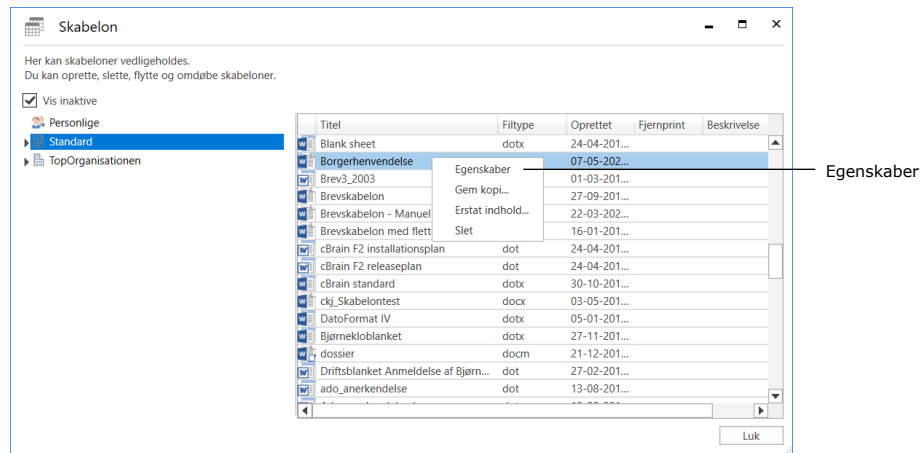 Skabelon
Her kan skabeloner vedligeholdes.
Du kan oprette, slette, flytte og omdøbe skabeloner.
Vis inaktive
Personlige
Standard
TopOrganisationen
Titel Filtype Oprettet Fjernprint Beskrivelse
Blank sheet dotx 24-04-201...
Borgerhenvendelse 07-05-202...
Brev3_2003 01-03-201...
Brevskabelon 27-09-201...
Brevskabelon - Manuel 22-03-202...
Brevskabelon med flett 16-01-201...
cBrain F2 installationsplan dot 24-04-201...
cBrain F2 releaseplan dot 24-04-201...
cBrain standard dotx 30-10-201...
ckj_Skabelontest docx 03-05-201...
DatoFormat IV dotx 05-01-201...
Bjørnekloblanket dotx 27-11-201...
dossier docm 21-12-201...
Driftsblanket Anmeldelse af Bjørn... dot 27-02-201...
ado_anerkendelse dot 13-08-201...
Egenskaber
Gem kopi...
Erstat indhold...
Slet
Egenskaber
Luk